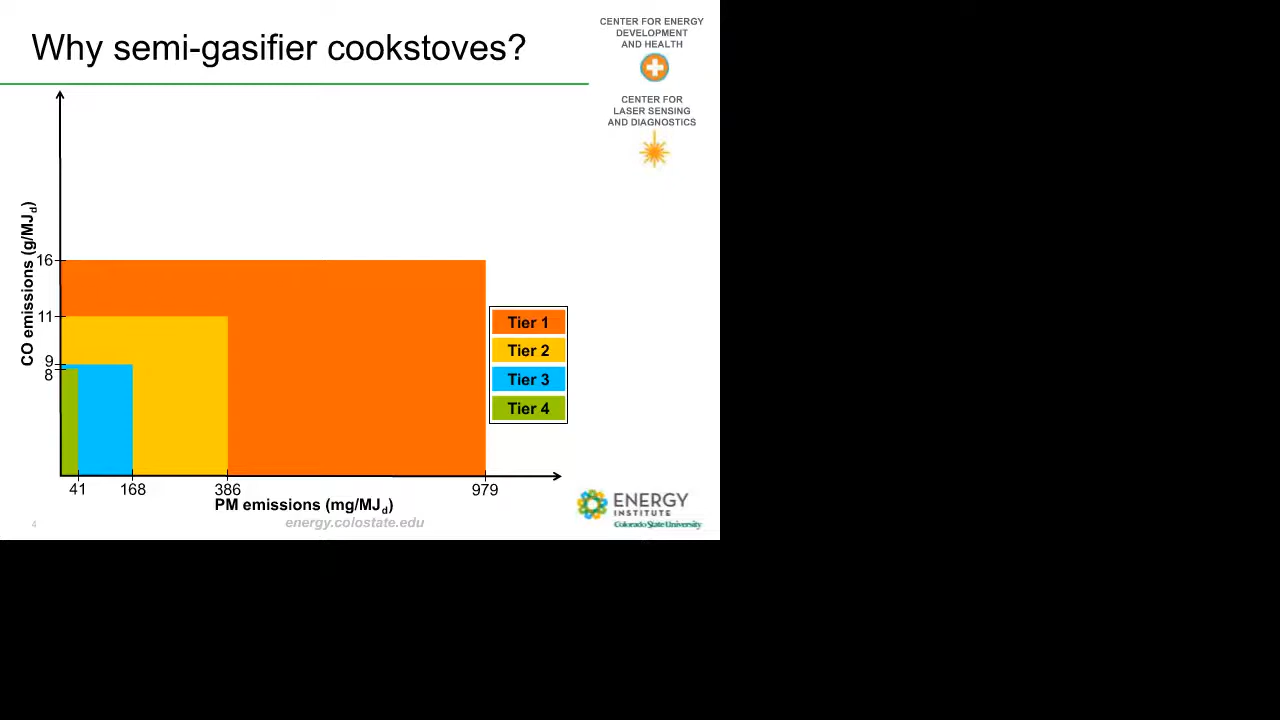 Why semi-gasifier cookstoves?
CENTER FOR ENERGY
DEVELOPMENT
AND HEALTH
CENTER FOR
LASER SENSING
AND DIAGNOSTICS
CO emissions (g/MJd)
16
11
9
8
Tier 1
Tier 2
Tier 3
Tier 4
41 168 386 979
PM emissions (mg/MJd)
4
energy.colostate.edu
ENERGY
INSTITUTE
Colorado State University